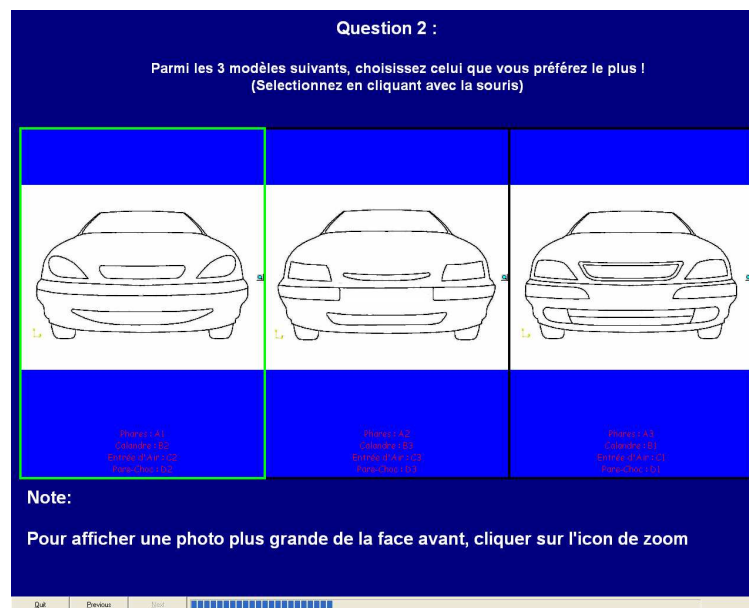 Question 2 :
Parmi les 3 modèles suivants, choisissez celui que vous préférez le plus !
(Selectionnez en cliquant avec la souris)
Phares : A1
Calandre : B2
Entrée d'Air : C2
Pare-Choc : D2
Phares : A2
Calandre : B3
Entrée d'Air : C3
Pare-Choc : D3
Phares : A3
Calandre : B1
Entrée d'Air : C1
Pare-Choc : D1
Note:
Pour afficher une photo plus grande de la face avant, cliquer sur l'icon de zoom
Quit Previous Next